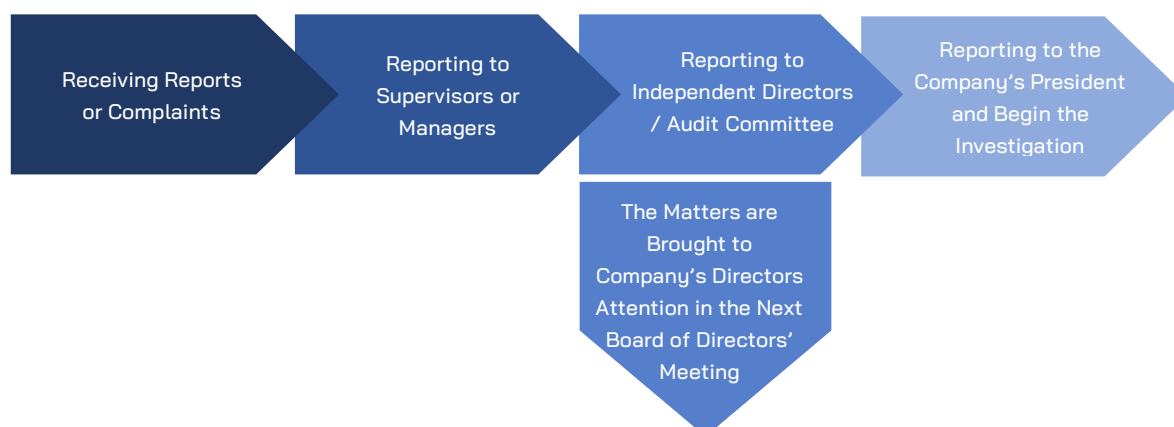 Receiving Reports
or Complaints
Reporting to
Supervisors or
Managers
Reporting to
Independent Directors
/ Audit Committee
Reporting to the
Company's President
and Begin the
Investigation
The Matters are
Brought to
Company's Directors
Attention in the Next
Board of Directors'
Meeting